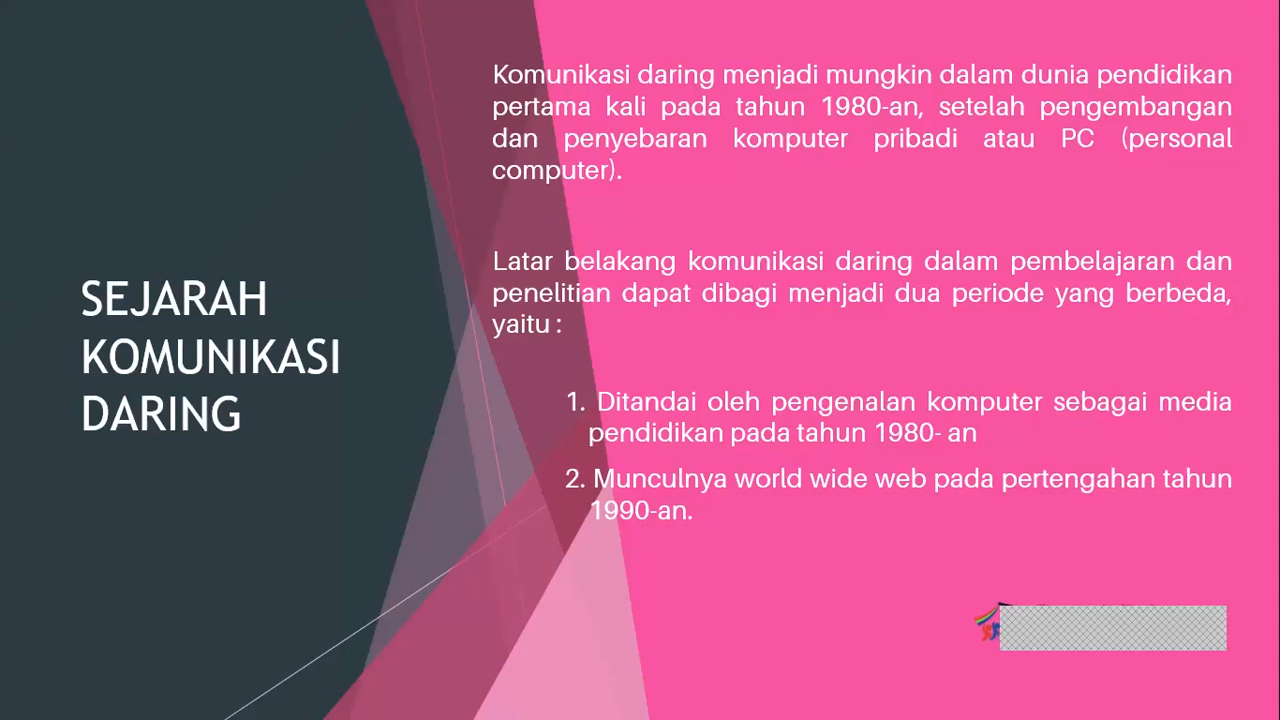 SEJARAH
KOMUNIKASI
DARING
Komunikasi daring menjadi mungkin dalam dunia pendidikan
pertama kali pada tahun 1980-an, setelah pengembangan
dan penyebaran komputer pribadi atau PC (personal
computer).
Latar belakang komunikasi daring dalam pembelajaran dan
penelitian dapat dibagi menjadi dua periode yang berbeda,
yaitu :
1. Ditandai oleh pengenalan komputer sebagai media
pendidikan pada tahun 1980- an
2. Munculnya world wide web pada pertengahan tahun
1990-an.